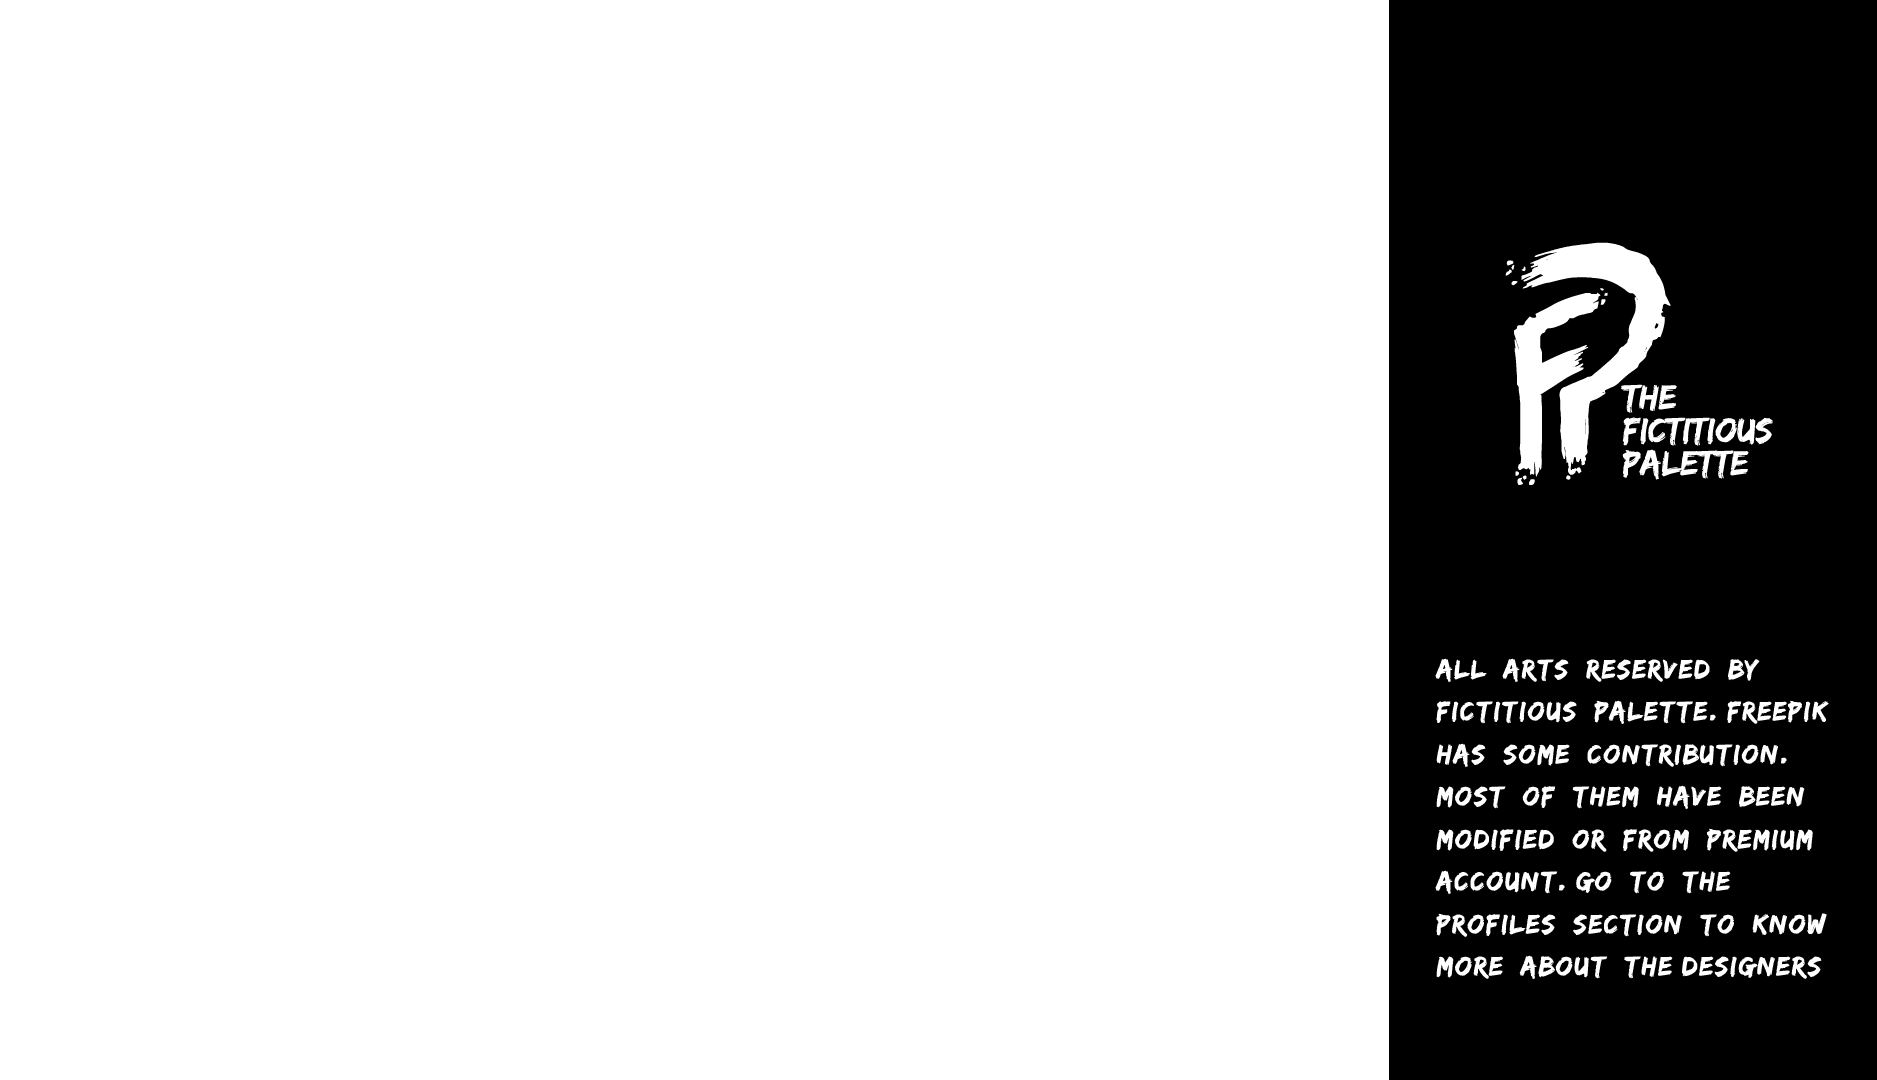 THE
FICTITIOUS
PALETTE
ALL ARTS RESERVED BY
FICTITIOUS PALETTE. FREEPIK
HAS SOME CONTRIBUTION.
MOST OF THEM HAVE BEEN
MODIFIED OR FROM PREMIUM
ACCOUNT. GO TO THE
PROFILES SECTION TO KNOW
MORE ABOUT THE DESIGNERS